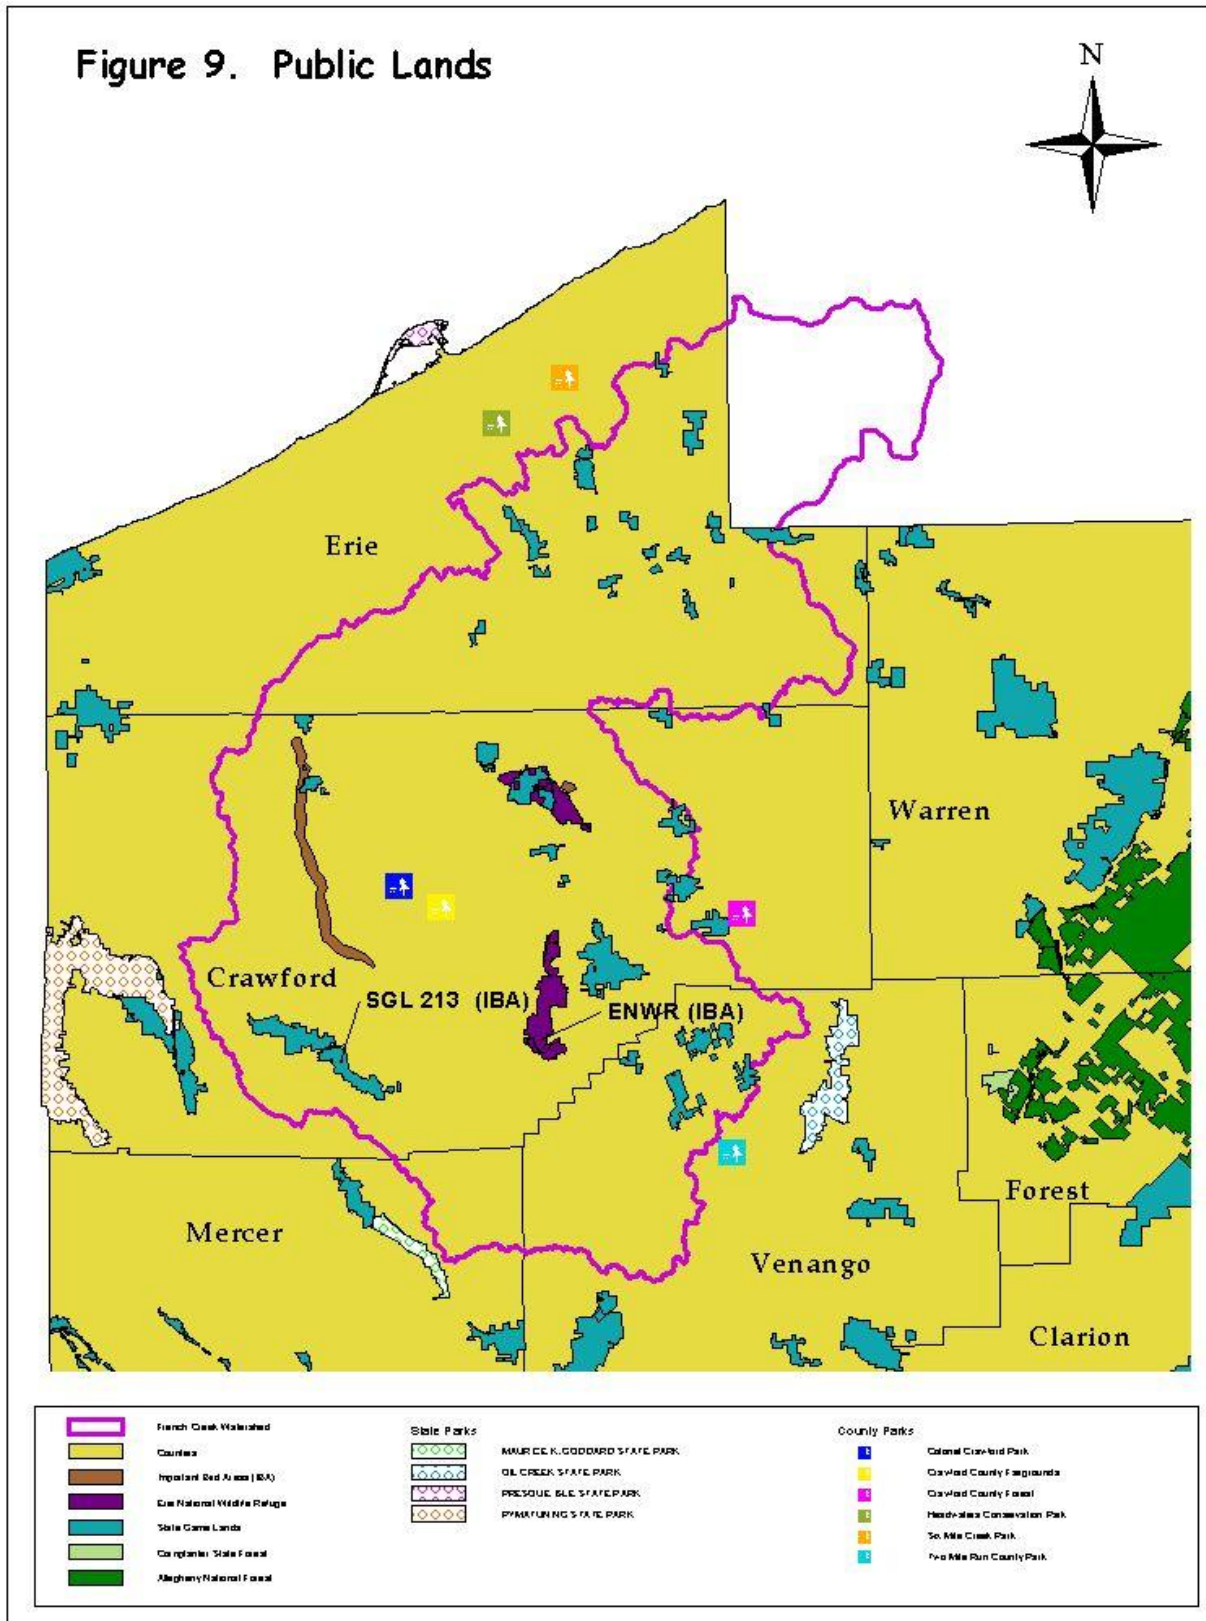 Figure 9. Public Lands
N
Erie
Warren
Crawford
SGL 213 (IBA)
ENWR (IBA)
Forest
Mercer
Venango
Clarion
French Creek Watershed
Counties
Important Bird Areas (IBA)
Erie National Wildlife Refuge
State Game Lands
Cornplanter State Forest
Allegheny National Forest
State Parks
MAURICE K. GODDARD STATE PARK
OIL CREEK STATE PARK
PRESQUE ISLE STATE PARK
PYMATUNING STATE PARK
County Parks
Colonel Crawford Park
Crawford County Fairgrounds
Crawford County Forest
Headwaters Conservation Park
Six Mile Creek Park
Two Mile Run County Park